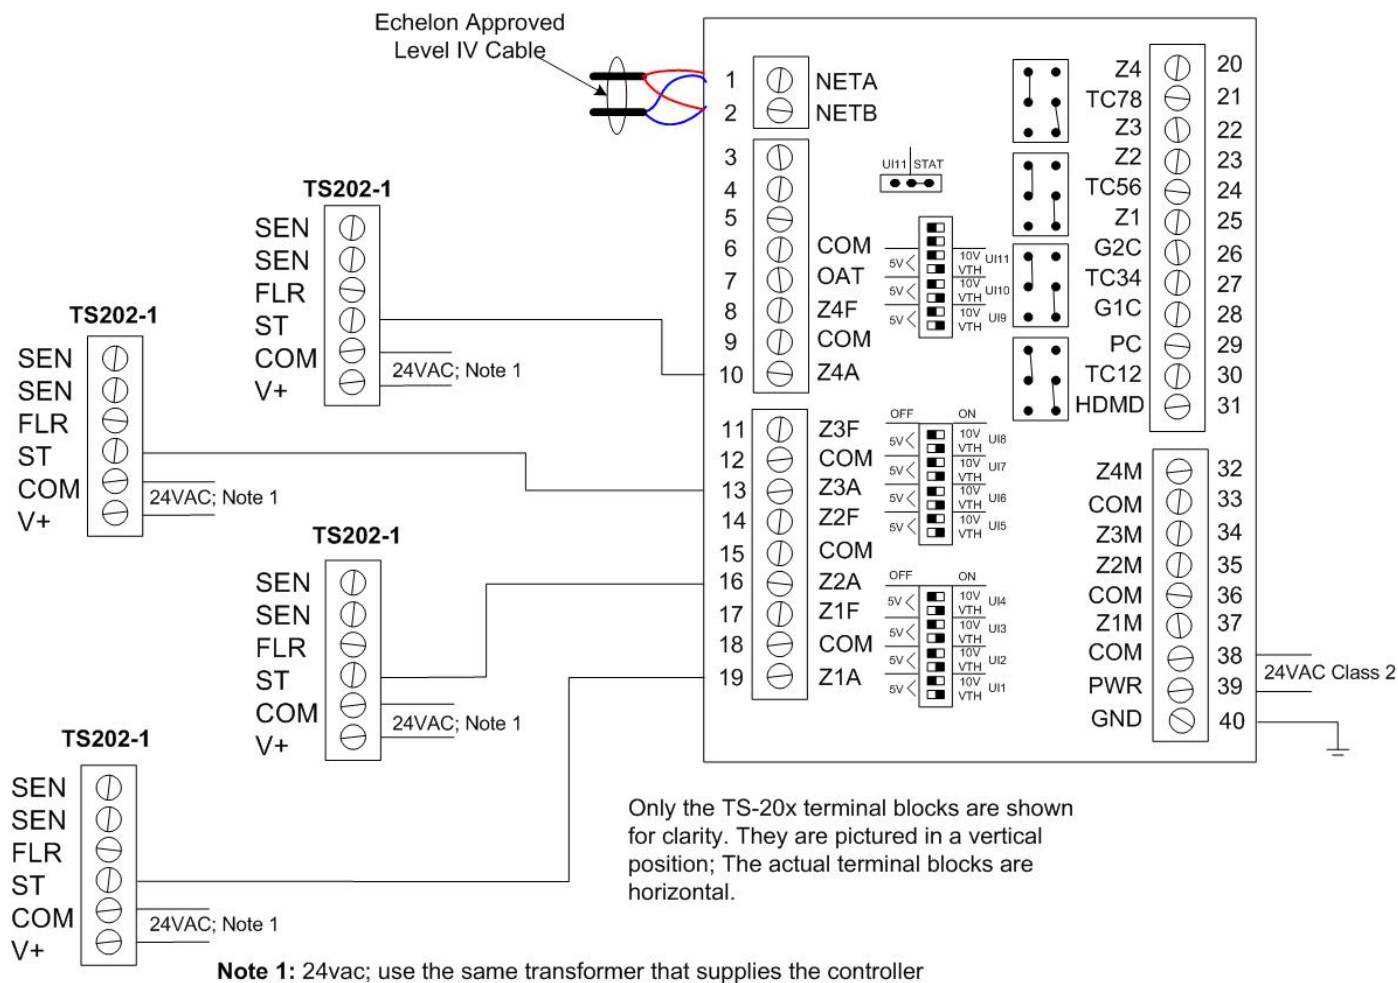 Echelon Approved
Level IV Cable
1 NETA
2 NETB
3
4
5
6 COM
7 OAT
8 Z4F
9 COM
10 Z4A
11 Z3F
12 COM
13 Z3A
14 Z2F
15 COM
16 Z2A
17 Z1F
18 COM
19 Z1A
UI11 STAT
5V < 10V VTH UI11
5V < 10V VTH UI10
5V < 10V VTH UI9
OFF ON
5V < 10V VTH UI8
5V < 10V VTH UI7
5V < 10V VTH UI6
5V < 10V VTH UI5
OFF ON
5V < 10V VTH UI4
5V < 10V VTH UI3
5V < 10V VTH UI2
5V < 10V VTH UI1
Z4 20
TC78 21
Z3 22
Z2 23
TC56 24
Z1 25
G2C 26
TC34 27
G1C 28
PC 29
TC12 30
HDMD 31
Z4M 32
COM 33
Z3M 34
Z2M 35
COM 36
Z1M 37
COM 38
PWR 39
GND 40
24VAC Class 2
TS202-1
SEN
SEN
FLR
ST
COM
V+
24VAC; Note 1
TS202-1
SEN
SEN
FLR
ST
COM
V+
24VAC; Note 1
TS202-1
SEN
SEN
FLR
ST
COM
V+
24VAC; Note 1
TS202-1
SEN
SEN
FLR
ST
COM
V+
24VAC; Note 1
Only the TS-20x terminal blocks are shown
for clarity. They are pictured in a vertical
position; The actual terminal blocks are
horizontal.
Note 1: 24vac; use the same transformer that supplies the controller